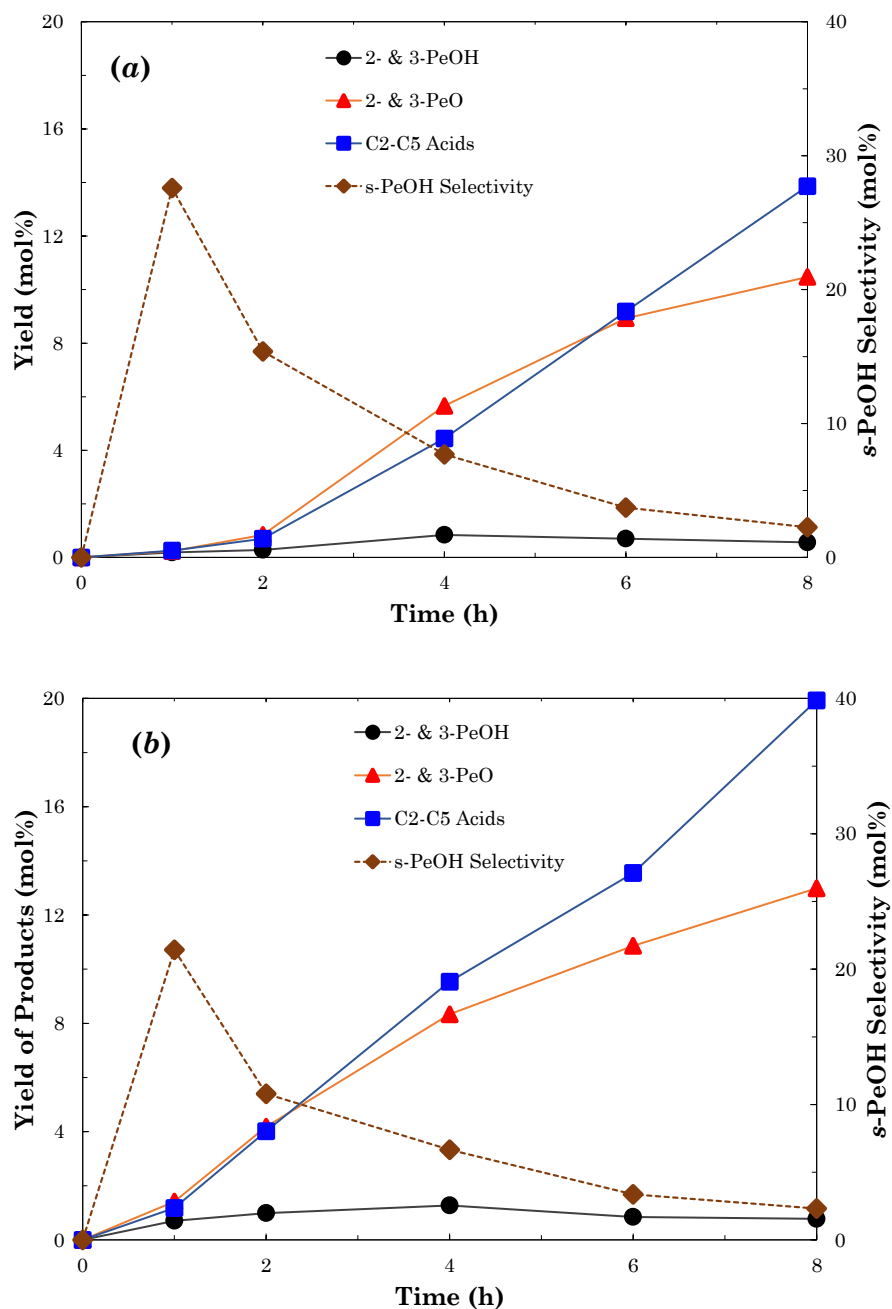 (a)
2- & 3-PeOH
2- & 3-PeO
C2-C5 Acids
s-PeOH Selectivity
Yield (mol%)
20
16
12
8
4
0
s-PeOH Selectivity (mol%)
40
30
20
10
0
0 2 4 6 8
Time (h)
(b)
2- & 3-PeOH
2- & 3-PeO
C2-C5 Acids
s-PeOH Selectivity
Yield of Products (mol%)
20
16
12
8
4
0
s-PeOH Selectivity (mol%)
40
30
20
10
0
0 2 4 6 8
Time (h)